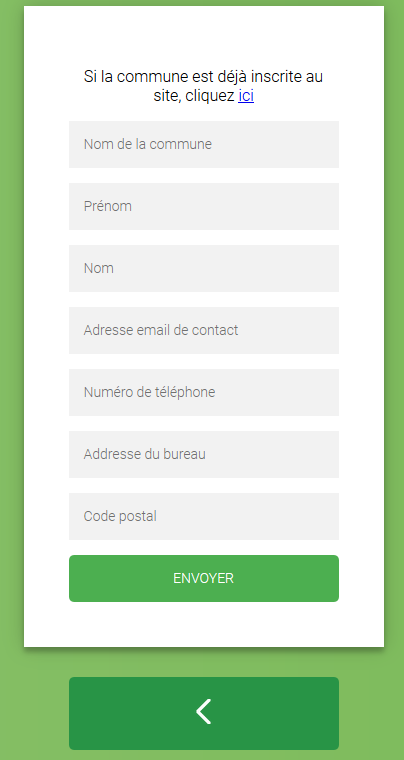 Si la commune est déjà inscrite au
site, cliquez ici
Nom de la commune
Prénom
Nom
Adresse email de contact
Numéro de téléphone
Addresse du bureau
Code postal
ENVOYER